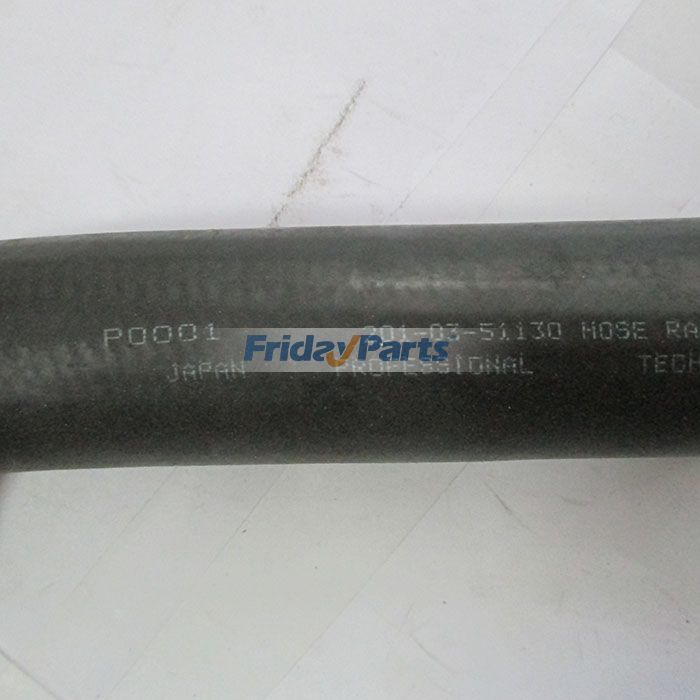 P0001 201-03-51130 HOSE RA
FridayParts
JAPAN PROFESSIONAL TECH